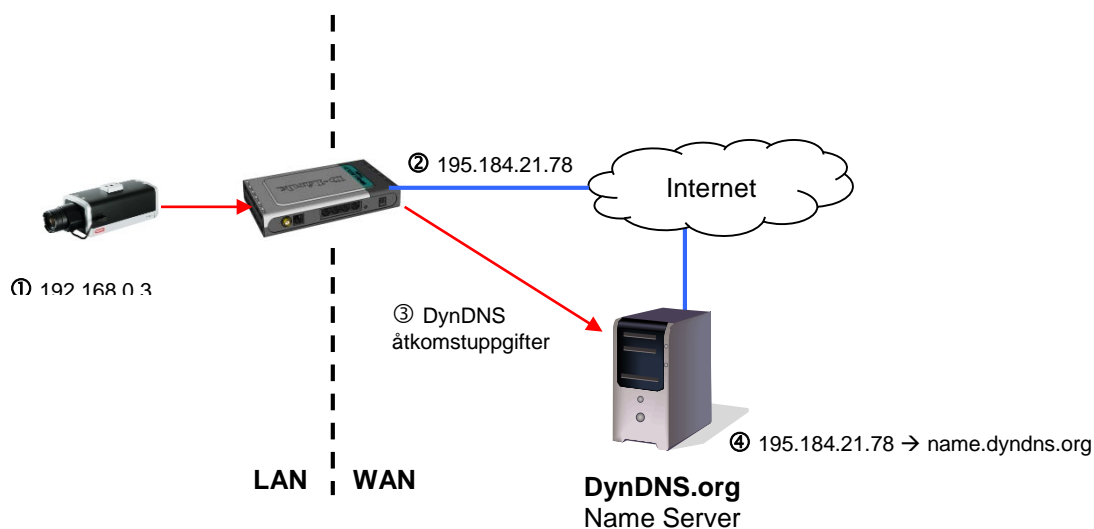 ② 195.184.21.78
Internet
D-Link
① 192.168.0.3
③ DynDNS
åtkomstuppgifter
④ 195.184.21.78 → name.dyndns.org
LAN WAN
DynDNS.org
Name Server